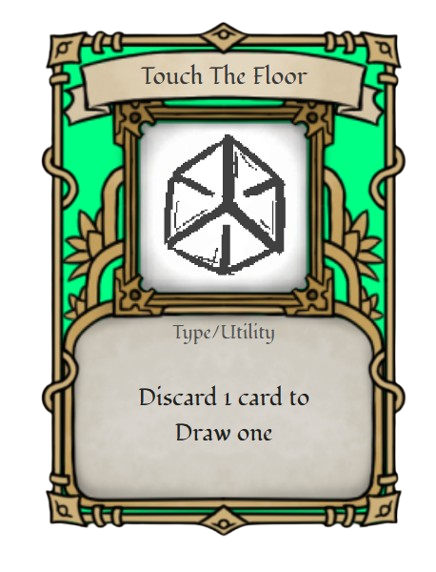 Touch The Floor
Type/Utility
Discard 1 card to
Draw one